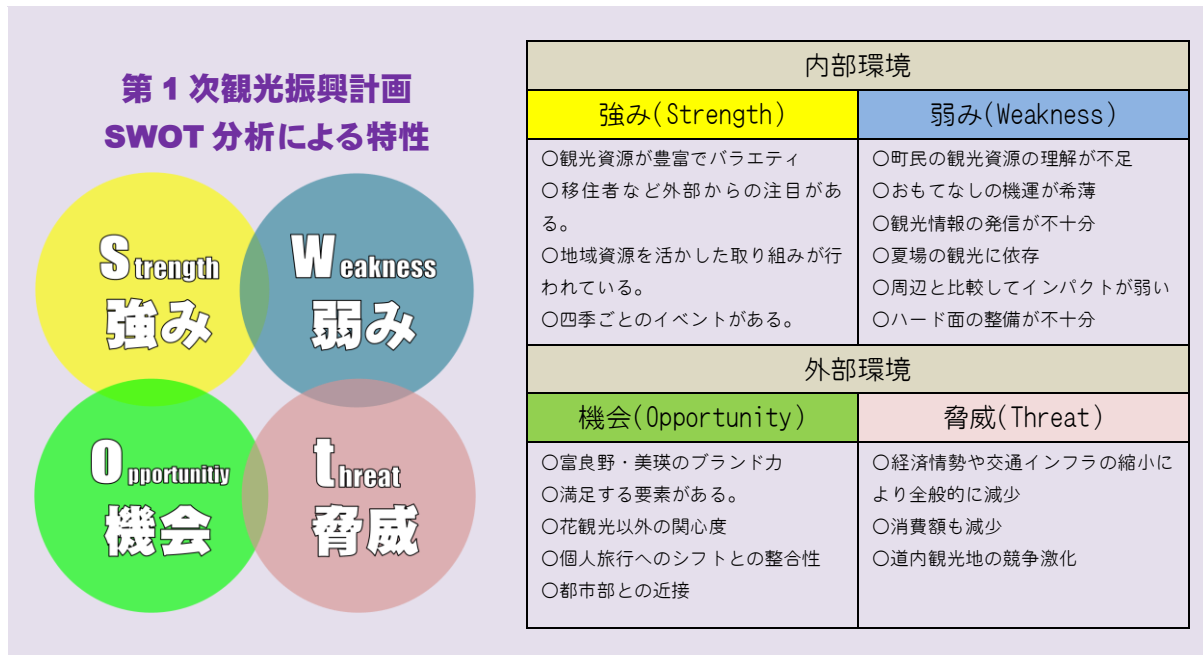 第1次観光振興計画
SWOT分析による特性
Strength
強み
Weakness
弱み
Opportunitiy
機会
threat
脅威
内部環境
強み(Strength)
弱み(Weakness)
○観光資源が豊富でバラエティ
○移住者など外部からの注目があ
る。
○地域資源を活かした取り組みが行
われている。
○四季ごとのイベントがある。
○町民の観光資源の理解が不足
○おもてなしの機運が希薄
○観光情報の発信が不十分
○夏場の観光に依存
○周辺と比較してインパクトが弱い
○ハード面の整備が不十分
外部環境
機会(Opportunity)
脅威(Threat)
○富良野・美瑛のブランド力
○満足する要素がある。
○花観光以外の関心度
○個人旅行へのシフトとの整合性
○都市部との近接
○経済情勢や交通インフラの縮小に
より全般的に減少
○消費額も減少
○道内観光地の競争激化